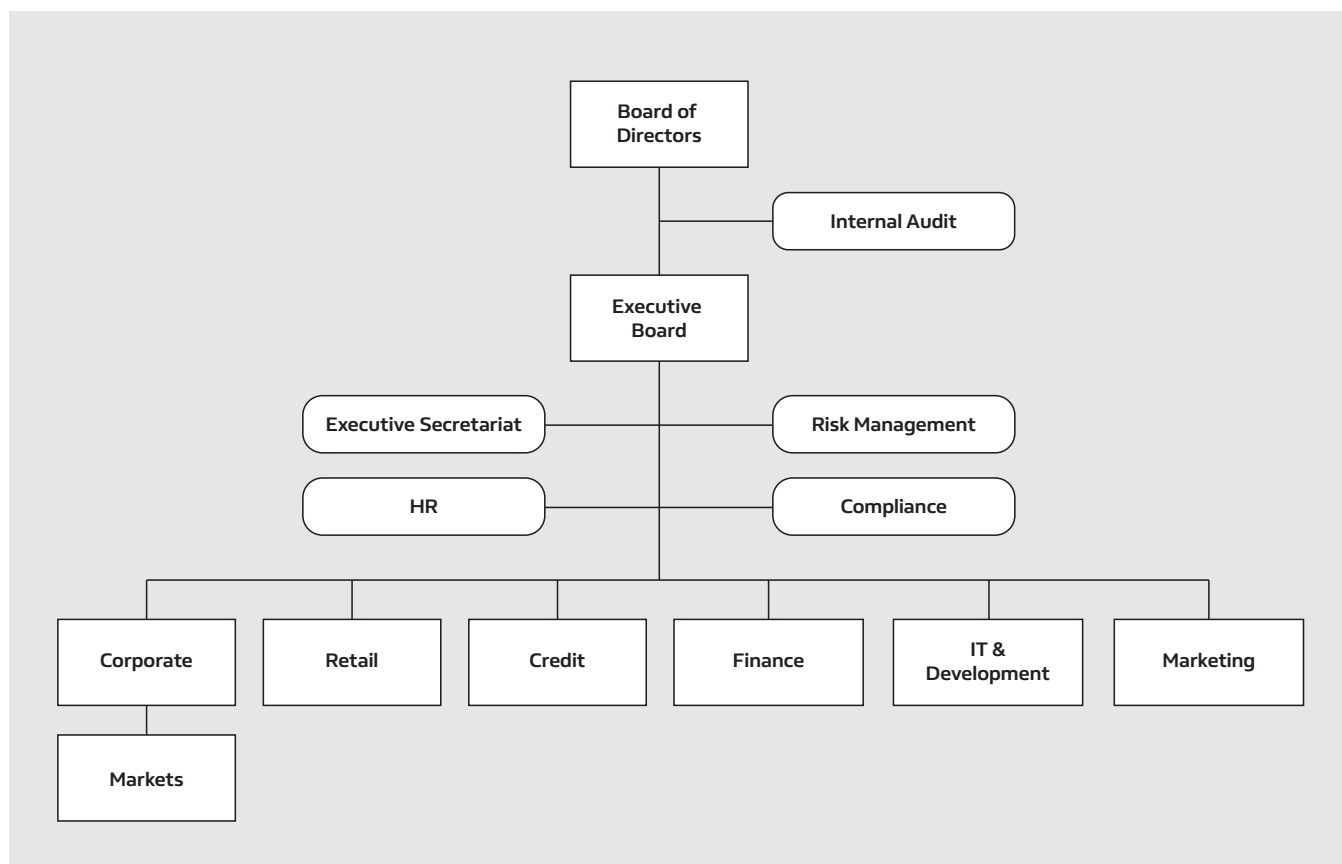 Board of
Directors
Internal Audit
Executive
Board
Executive Secretariat
Risk Management
HR
Compliance
Corporate
Retail
Credit
Finance
IT &
Development
Marketing
Markets